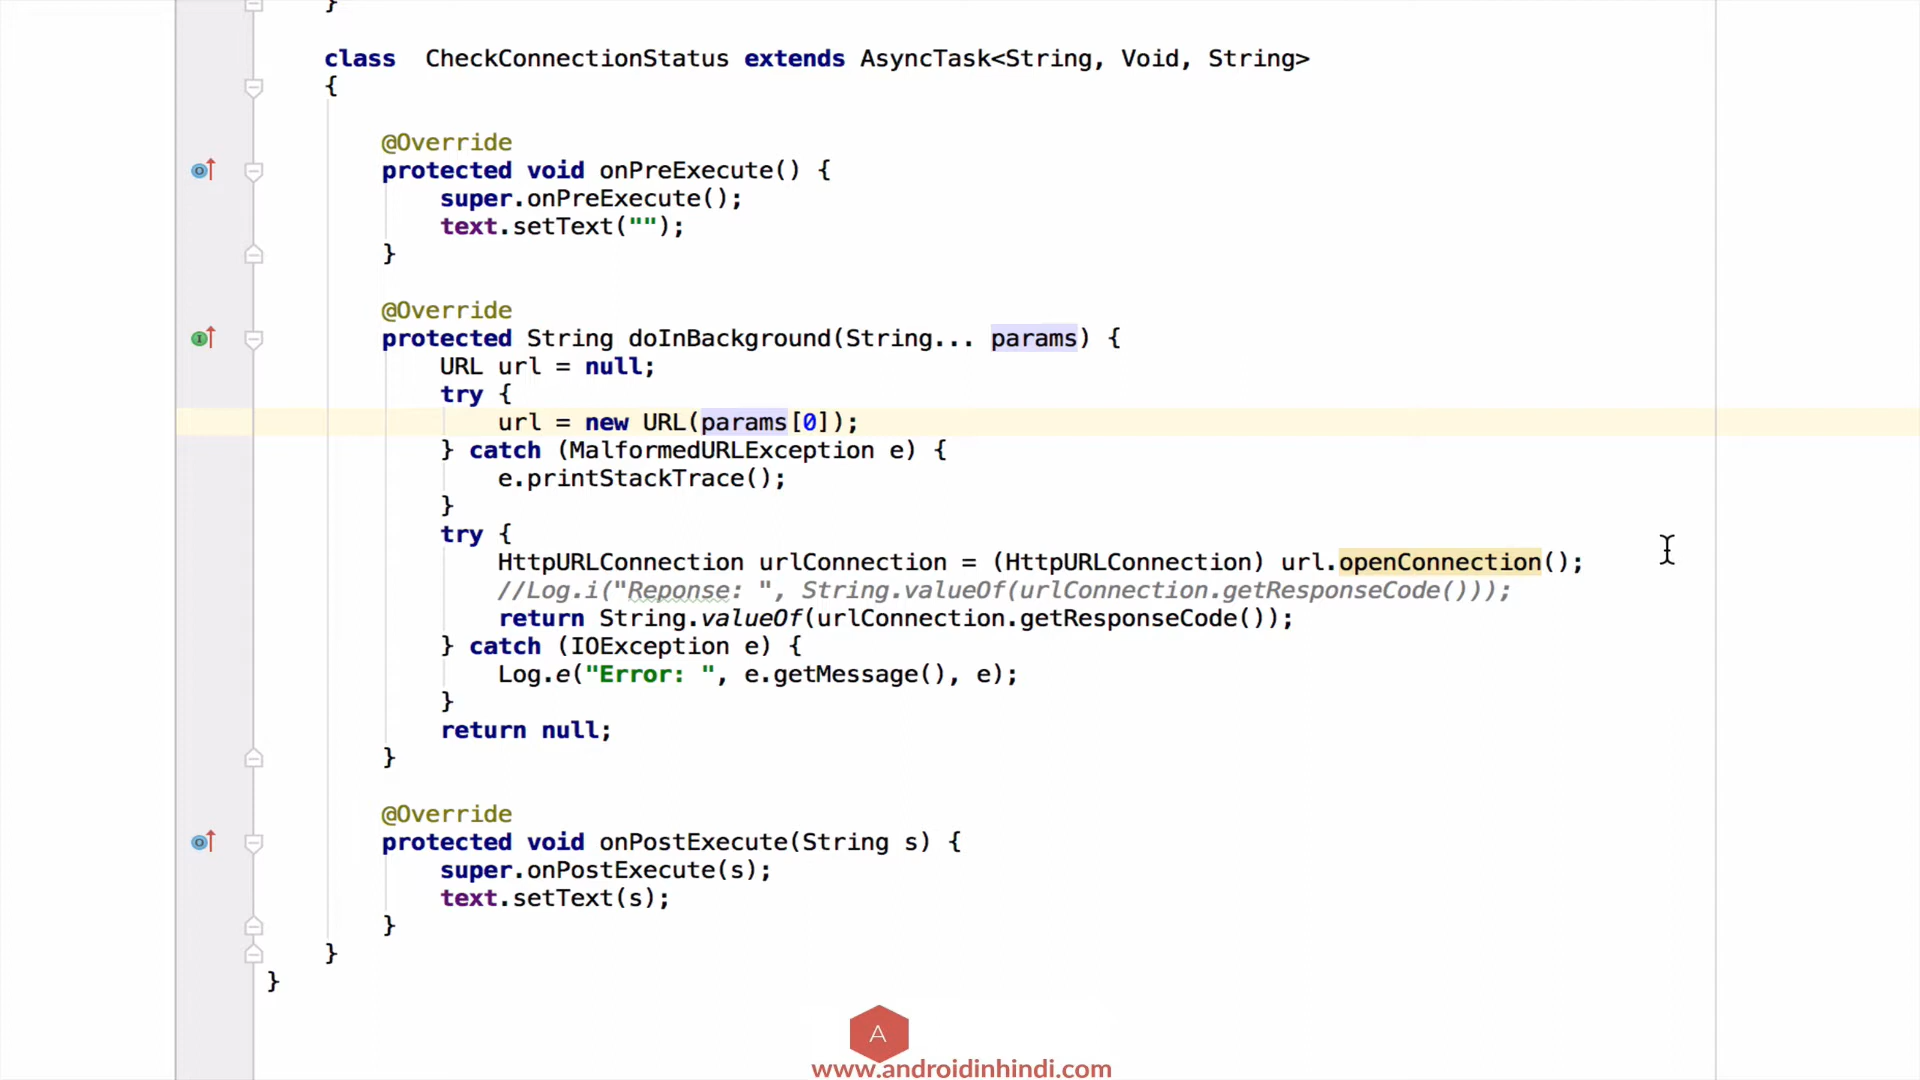 }
class  CheckConnectionStatus extends AsyncTask<String, Void, String>
{
@Override
protected void onPreExecute() {
super.onPreExecute();
text.setText("");
}
@Override
protected String doInBackground(String... params) {
URL url = null;
try {
url = new URL(params[0]);
} catch (MalformedURLException e) {
e.printStackTrace();
}
try {
HttpURLConnection urlConnection = (HttpURLConnection) url.openConnection();
//Log.i("Reponse: ", String.valueOf(urlConnection.getResponseCode()));
return String.valueOf(urlConnection.getResponseCode());
} catch (IOException e) {
Log.e("Error: ", e.getMessage(), e);
}
return null;
}
@Override
protected void onPostExecute(String s) {
super.onPostExecute(s);
text.setText(s);
}
}
}
A
www.androidinhindi.com